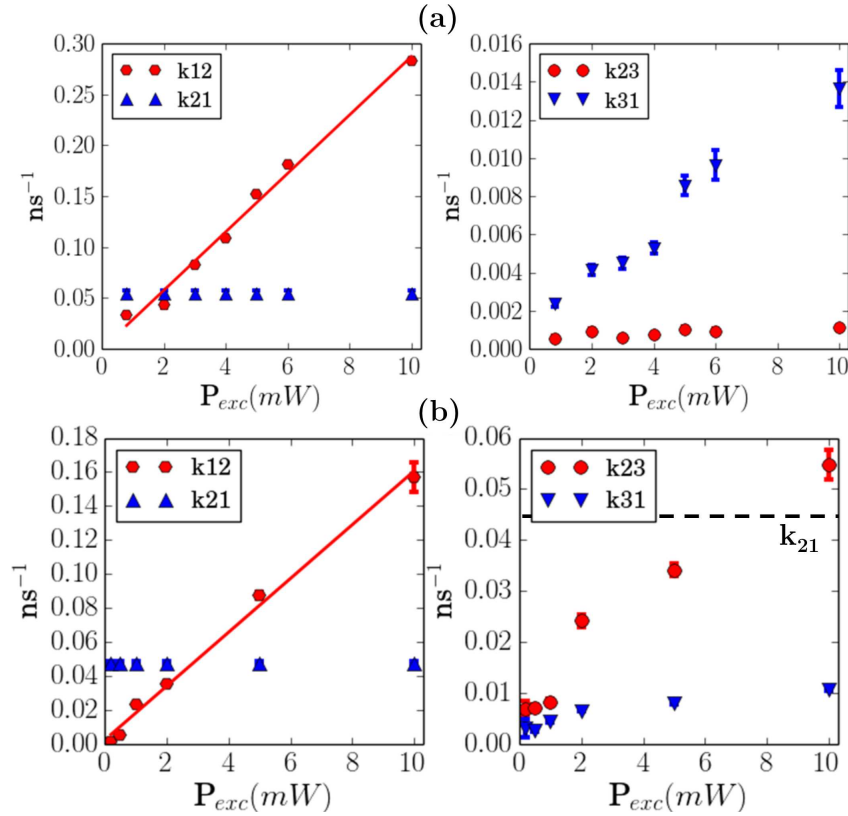 (a)
0.30
0.25
0.20
0.15
0.10
0.05
0.00
ns⁻¹
k12
k21
0 2 4 6 8 10
P_exc(mW)
0.016
0.014
0.012
0.010
0.008
0.006
0.004
0.002
0.000
ns⁻¹
k23
k31
0 2 4 6 8 10
P_exc(mW)
(b)
0.18
0.16
0.14
0.12
0.10
0.08
0.06
0.04
0.02
0.00
ns⁻¹
k12
k21
0 2 4 6 8 10
P_exc(mW)
0.06
0.05
0.04
0.03
0.02
0.01
0.00
ns⁻¹
k23
k31
k₂₁
0 2 4 6 8 10
P_exc(mW)